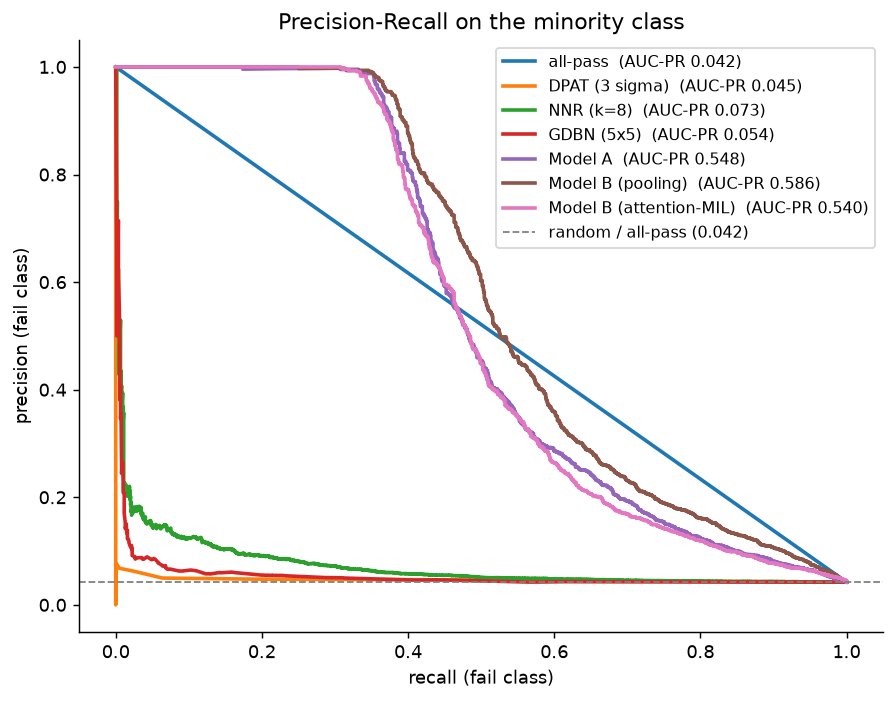 Precision-Recall on the minority class
all-pass (AUC-PR 0.042)
DPAT (3 sigma) (AUC-PR 0.045)
NNR (k=8) (AUC-PR 0.073)
GDBN (5x5) (AUC-PR 0.054)
Model A (AUC-PR 0.548)
Model B (pooling) (AUC-PR 0.586)
Model B (attention-MIL) (AUC-PR 0.540)
random / all-pass (0.042)
precision (fail class)
1.0
0.8
0.6
0.4
0.2
0.0
0.0 0.2 0.4 0.6 0.8 1.0
recall (fail class)